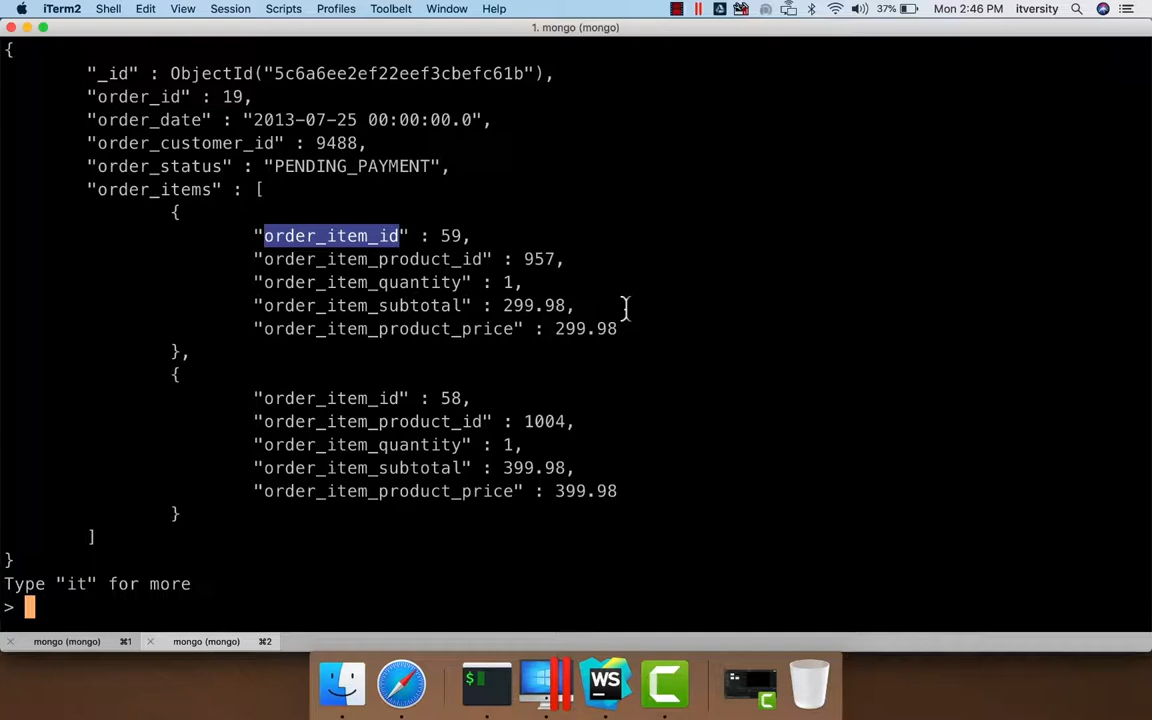 iTerm2 Shell Edit View Session Scripts Profiles Toolbelt Window Help 37% Mon 2:46 PM itversity
1. mongo (mongo)
{
"_id" : ObjectId("5c6a6ee2ef22eef3cbefc61b"),
"order_id" : 19,
"order_date" : "2013-07-25 00:00:00.0",
"order_customer_id" : 9488,
"order_status" : "PENDING_PAYMENT",
"order_items" : [
{
"order_item_id" : 59,
"order_item_product_id" : 957,
"order_item_quantity" : 1,
"order_item_subtotal" : 299.98,
"order_item_product_price" : 299.98
},
{
"order_item_id" : 58,
"order_item_product_id" : 1004,
"order_item_quantity" : 1,
"order_item_subtotal" : 399.98,
"order_item_product_price" : 399.98
}
]
}
Type "it" for more
>
mongo (mongo) ⌘1 mongo (mongo) ⌘2
$ WS C C